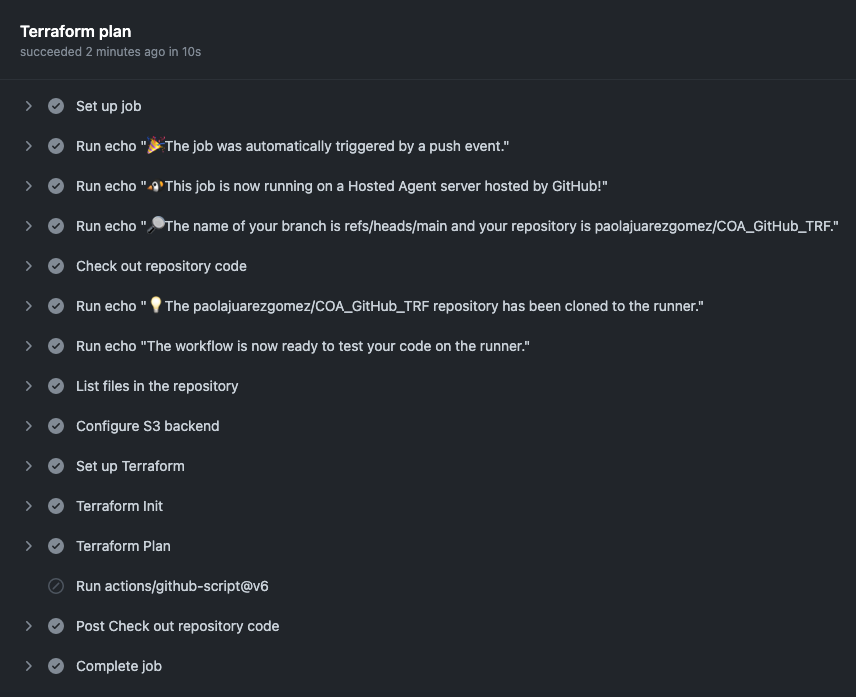 Terraform plan
succeeded 2 minutes ago in 10s
Set up job
Run echo "🎉The job was automatically triggered by a push event."
Run echo "🐧This job is now running on a Hosted Agent server hosted by GitHub!"
Run echo "🔎The name of your branch is refs/heads/main and your repository is paolajuarezgomez/COA_GitHub_TRF."
Check out repository code
Run echo "💡The paolajuarezgomez/COA_GitHub_TRF repository has been cloned to the runner."
Run echo "The workflow is now ready to test your code on the runner."
List files in the repository
Configure S3 backend
Set up Terraform
Terraform Init
Terraform Plan
Run actions/github-script@v6
Post Check out repository code
Complete job